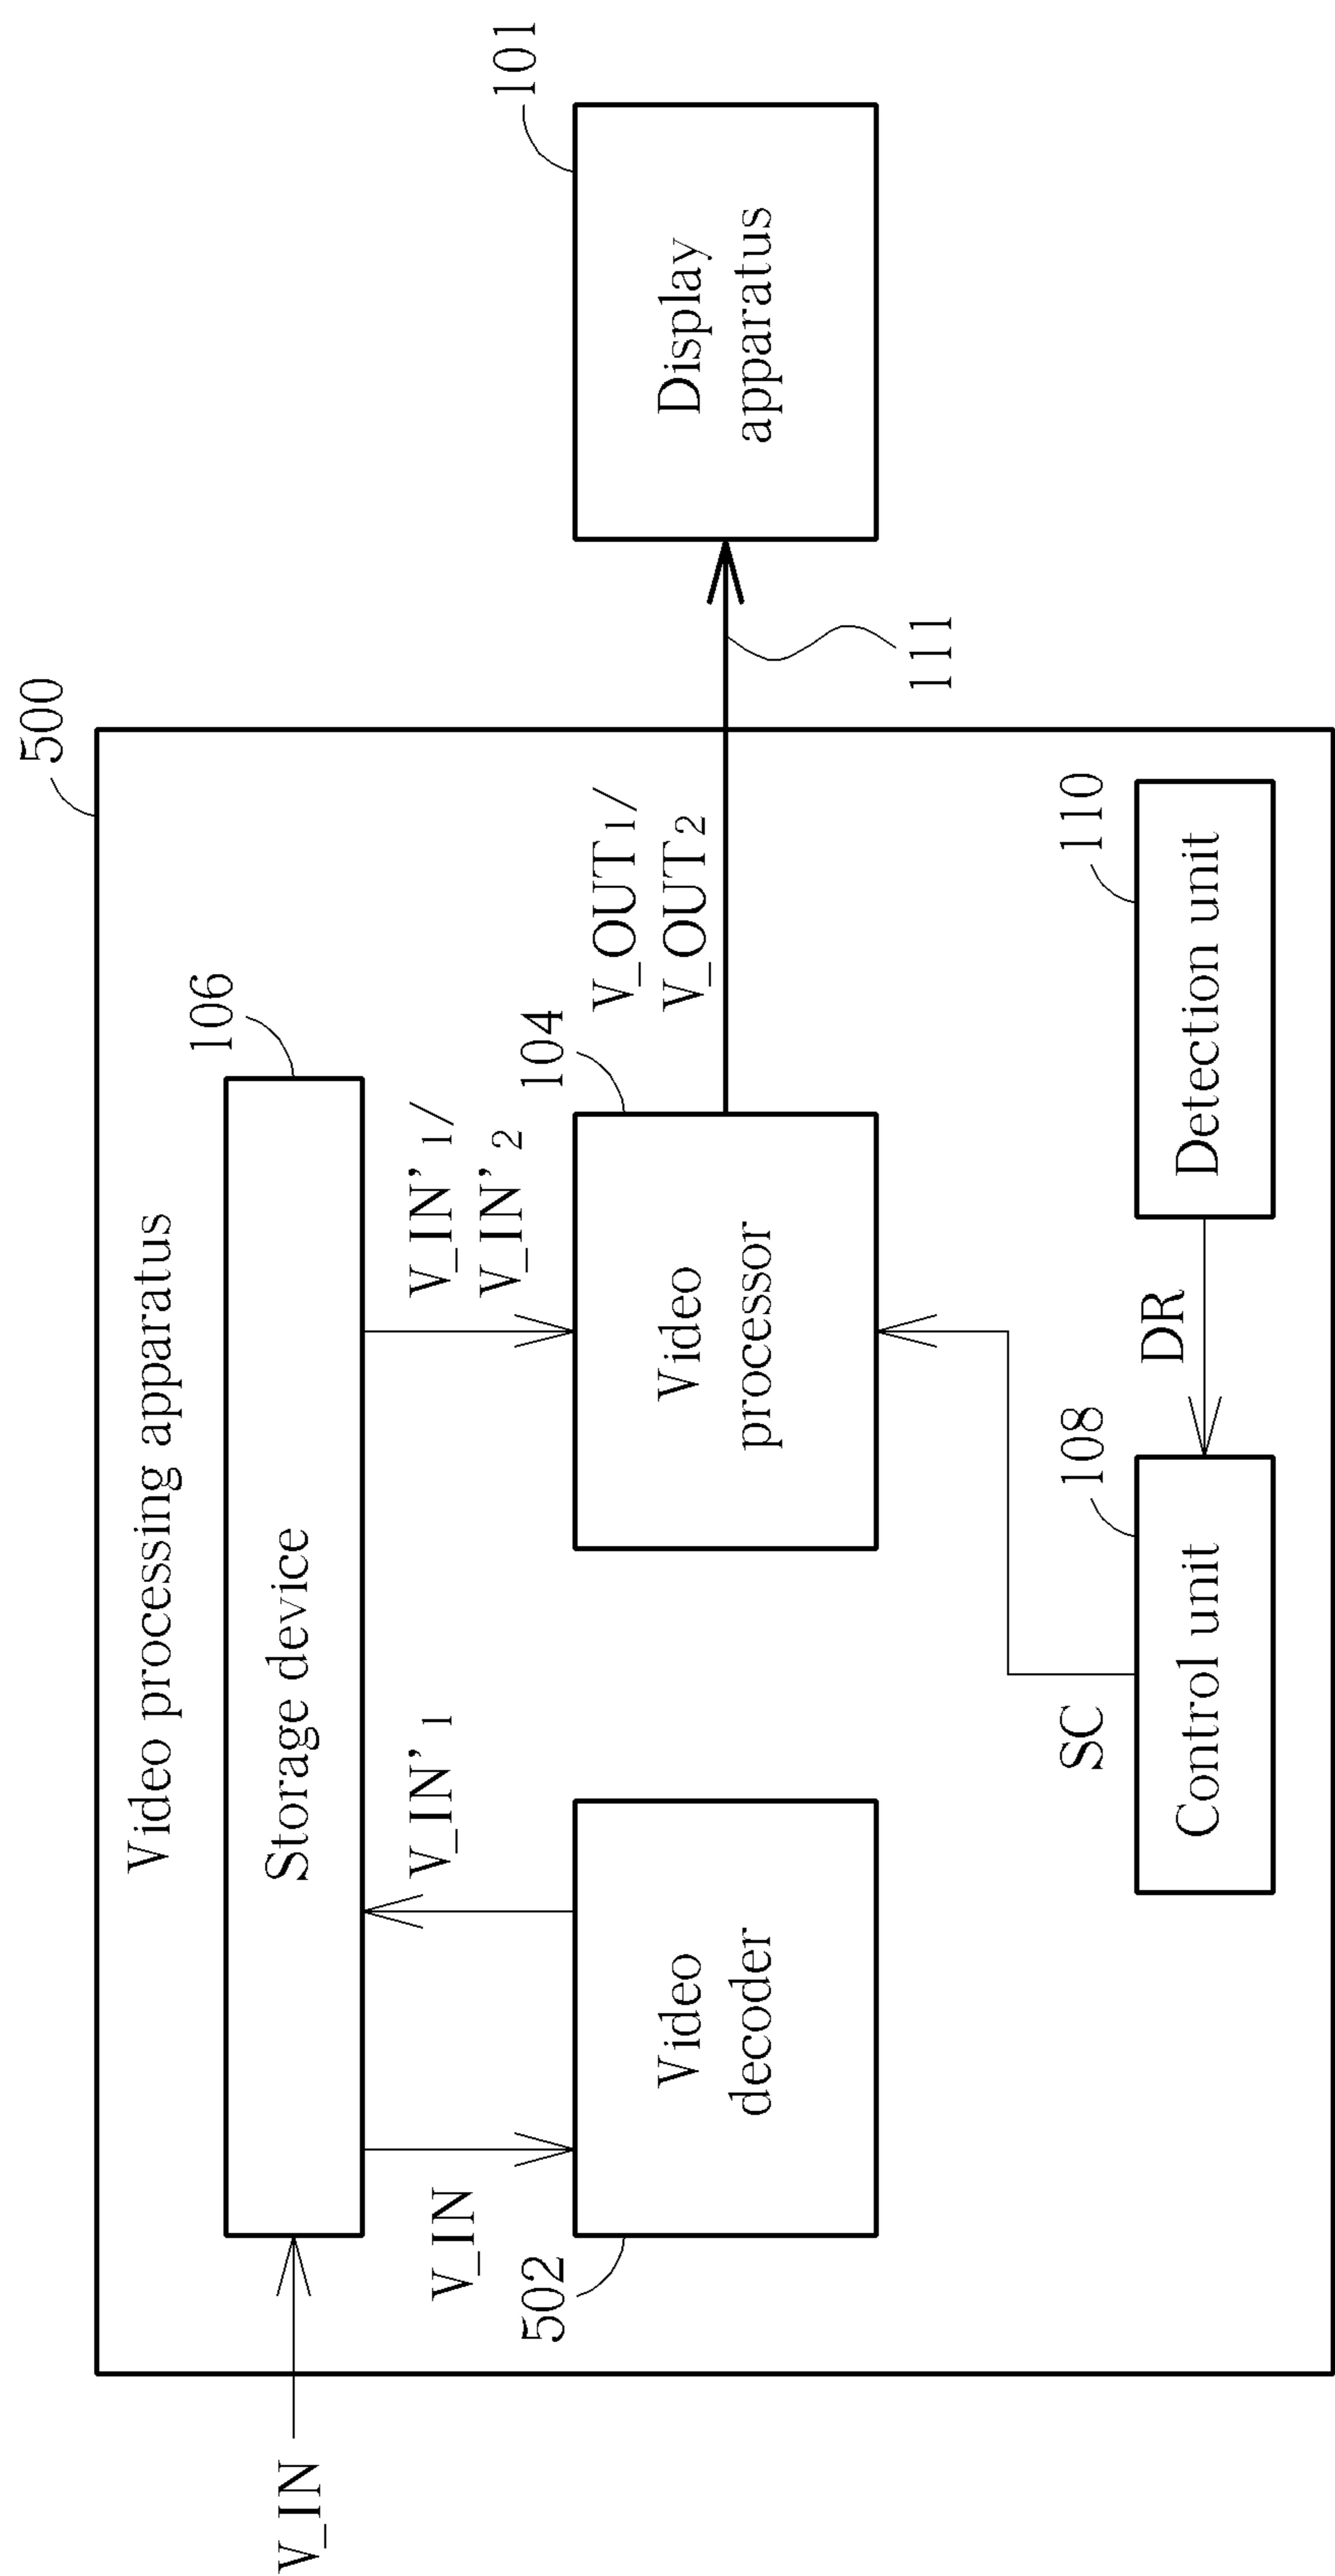 500
Video processing apparatus
106
V_IN
Storage device
V_IN
V_IN'1
V_IN'1/
V_IN'2
502
Video
decoder
104
Video
processor
V_OUT1/
V_OUT2
101
Display
apparatus
111
SC
108
Control unit
DR
110
Detection unit